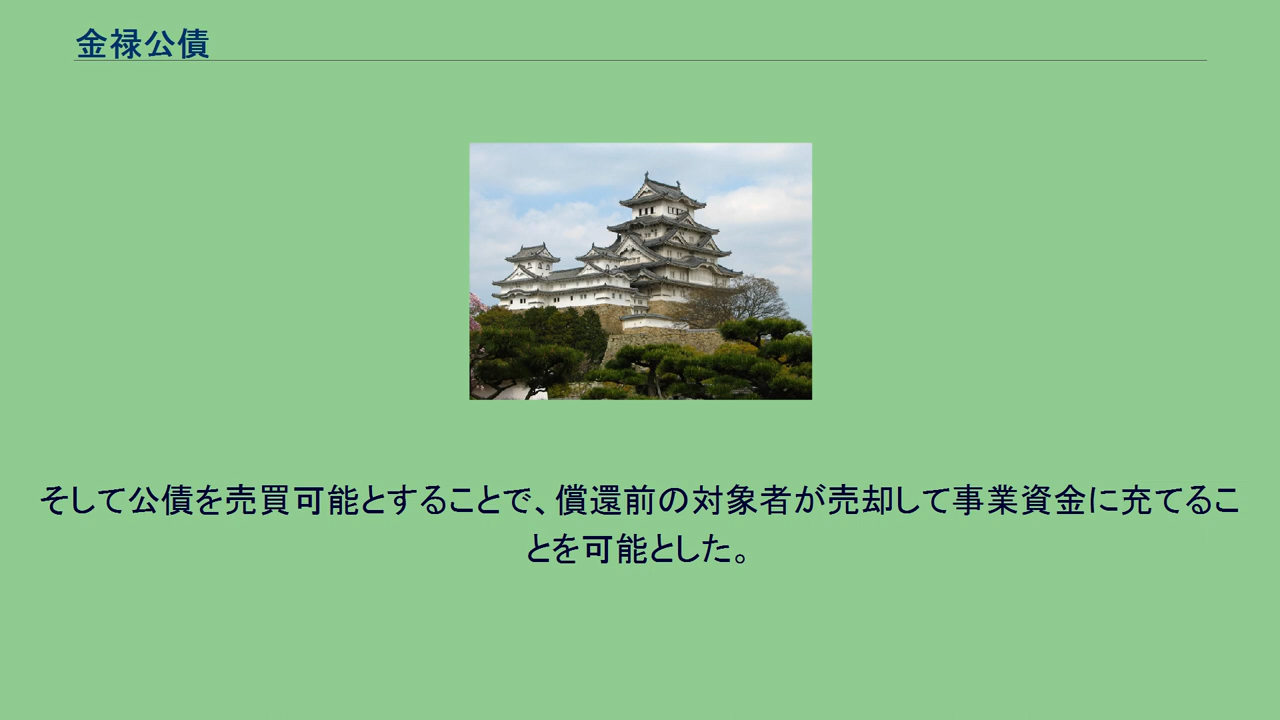 金禄公債
そして公債を売買可能とすることで、償還前の対象者が売却して事業資金に充てるこ
とを可能とした。